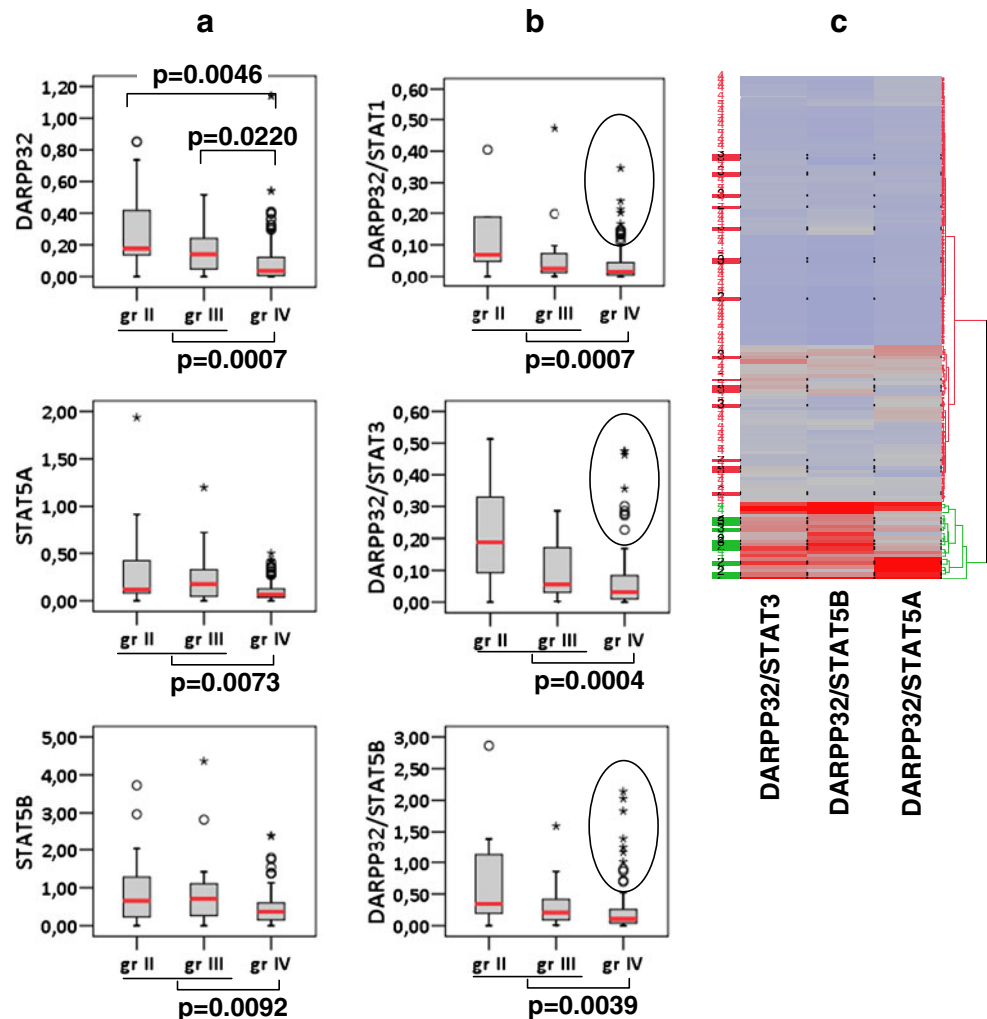 a
p=0.0046
p=0.0220
DARPP32
1,20
1,00
0,80
0,60
0,40
0,20
0,00
gr II
gr III
gr IV
p=0.0007
STAT5A
2,00
1,50
1,00
0,50
0,00
gr II
gr III
gr IV
p=0.0073
STAT5B
5,00
4,00
3,00
2,00
1,00
0,00
gr II
gr III
gr IV
p=0.0092
b
DARPP32/STAT1
0,60
0,50
0,40
0,30
0,20
0,10
0,00
gr II
gr III
gr IV
p=0.0007
DARPP32/STAT3
0,60
0,50
0,40
0,30
0,20
0,10
0,00
gr II
gr III
gr IV
p=0.0004
DARPP32/STAT5B
3,00
2,50
2,00
1,50
1,00
0,50
0,00
gr II
gr III
gr IV
p=0.0039
c
DARPP32/STAT3
DARPP32/STAT5B
DARPP32/STAT5A